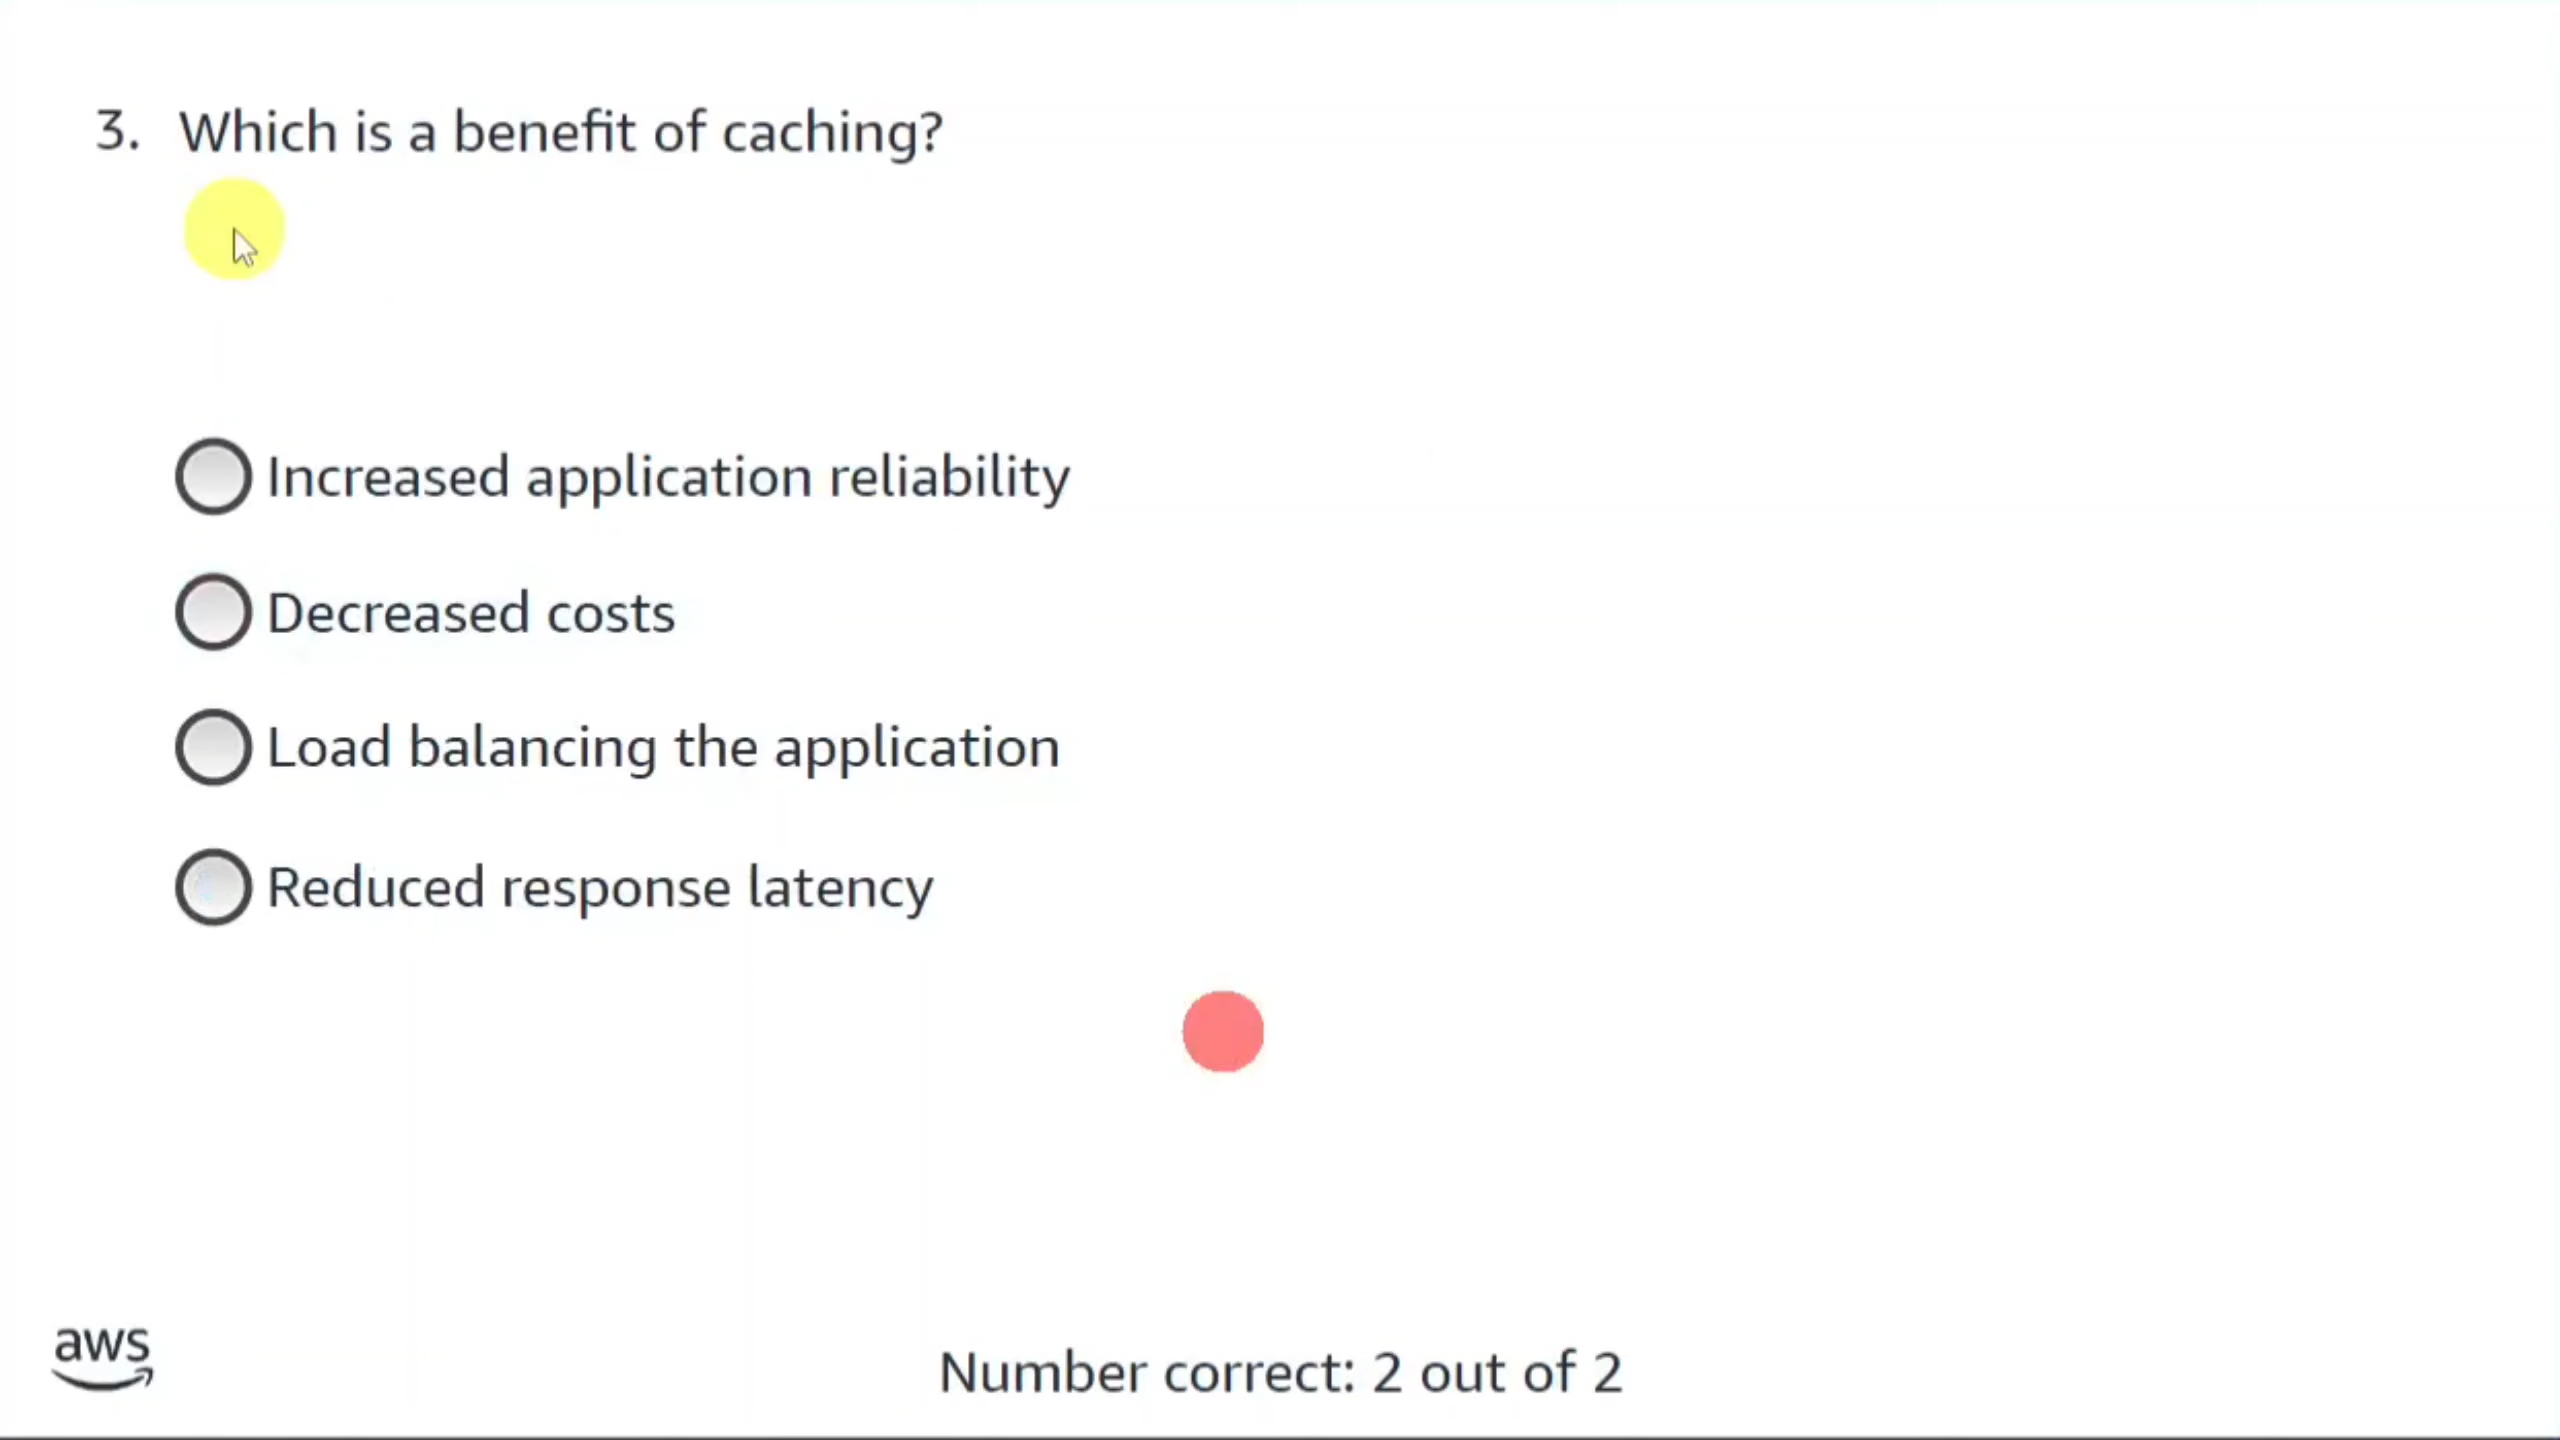 3. Which is a benefit of caching?
Increased application reliability
Decreased costs
Load balancing the application
Reduced response latency
aws
Number correct: 2 out of 2